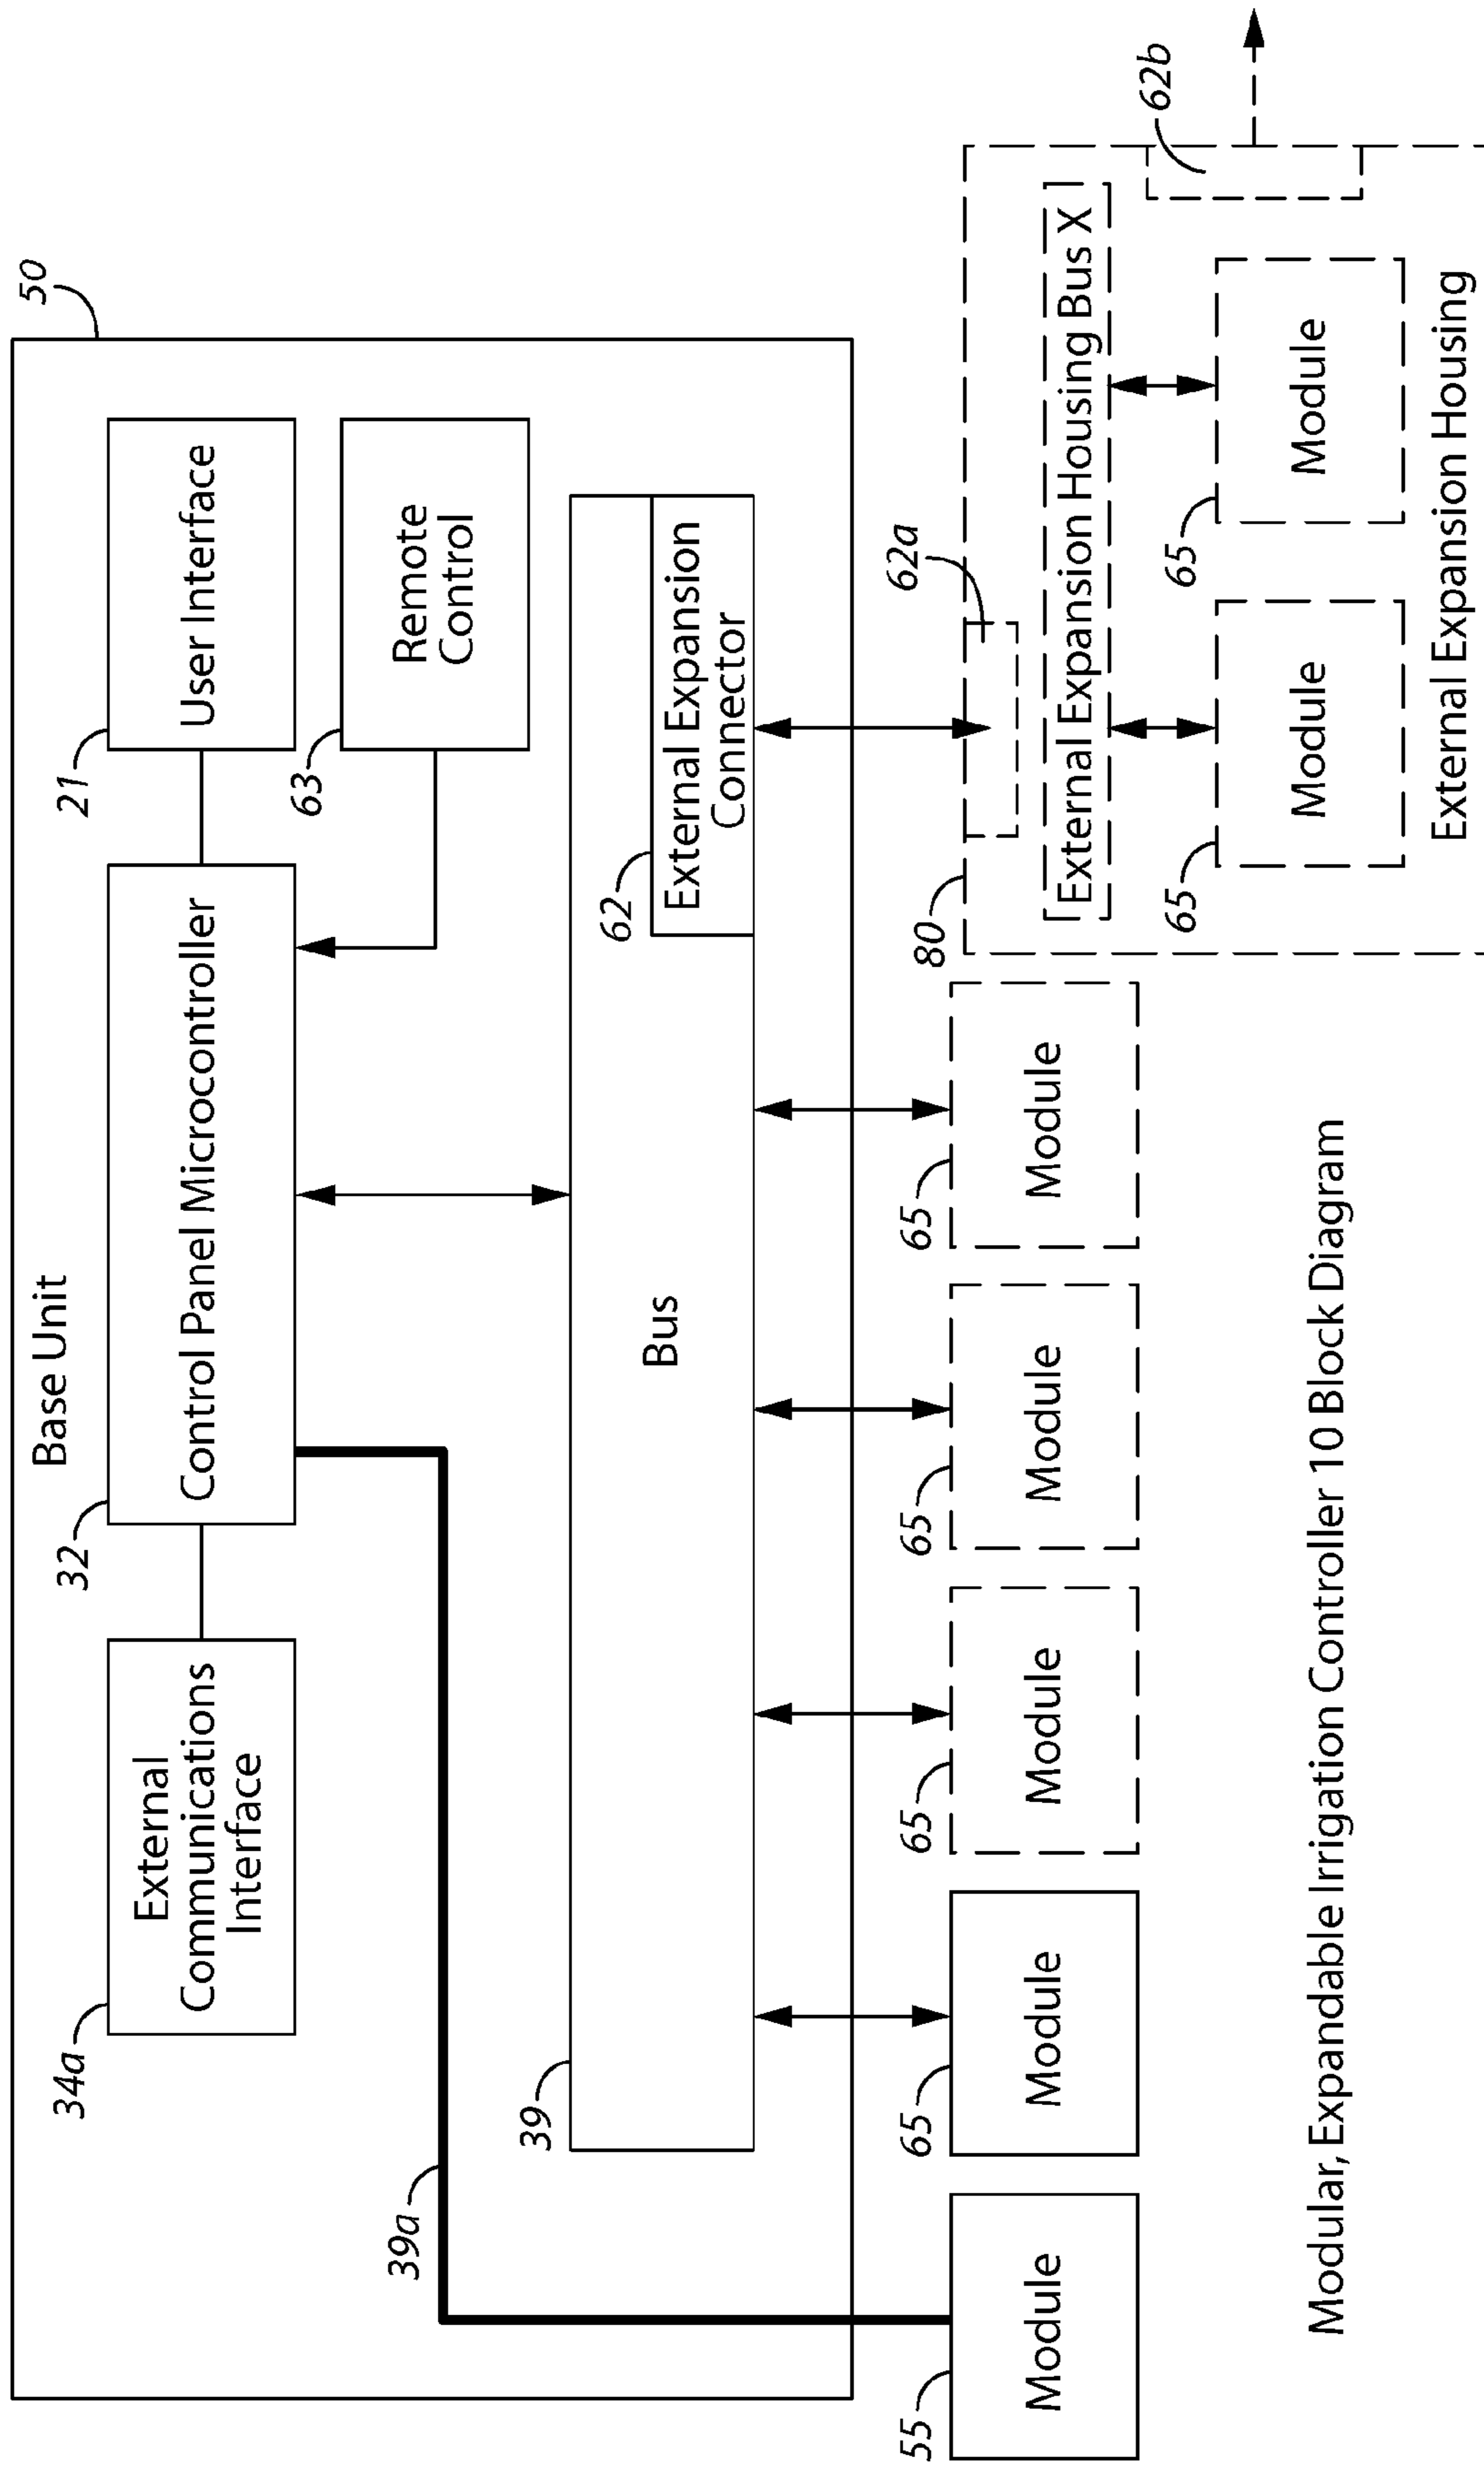 50
Base Unit
34a
External
Communications
Interface
32
Control Panel Microcontroller
21
User Interface
63
Remote
Control
39a
39
Bus
62
External Expansion
Connector
55
Module
65
Module
65
Module
65
Module
65
Module
80
62a
62b
[External Expansion Housing Bus X]
65
Module
65
Module
External Expansion Housing
Modular, Expandable Irrigation Controller 10 Block Diagram